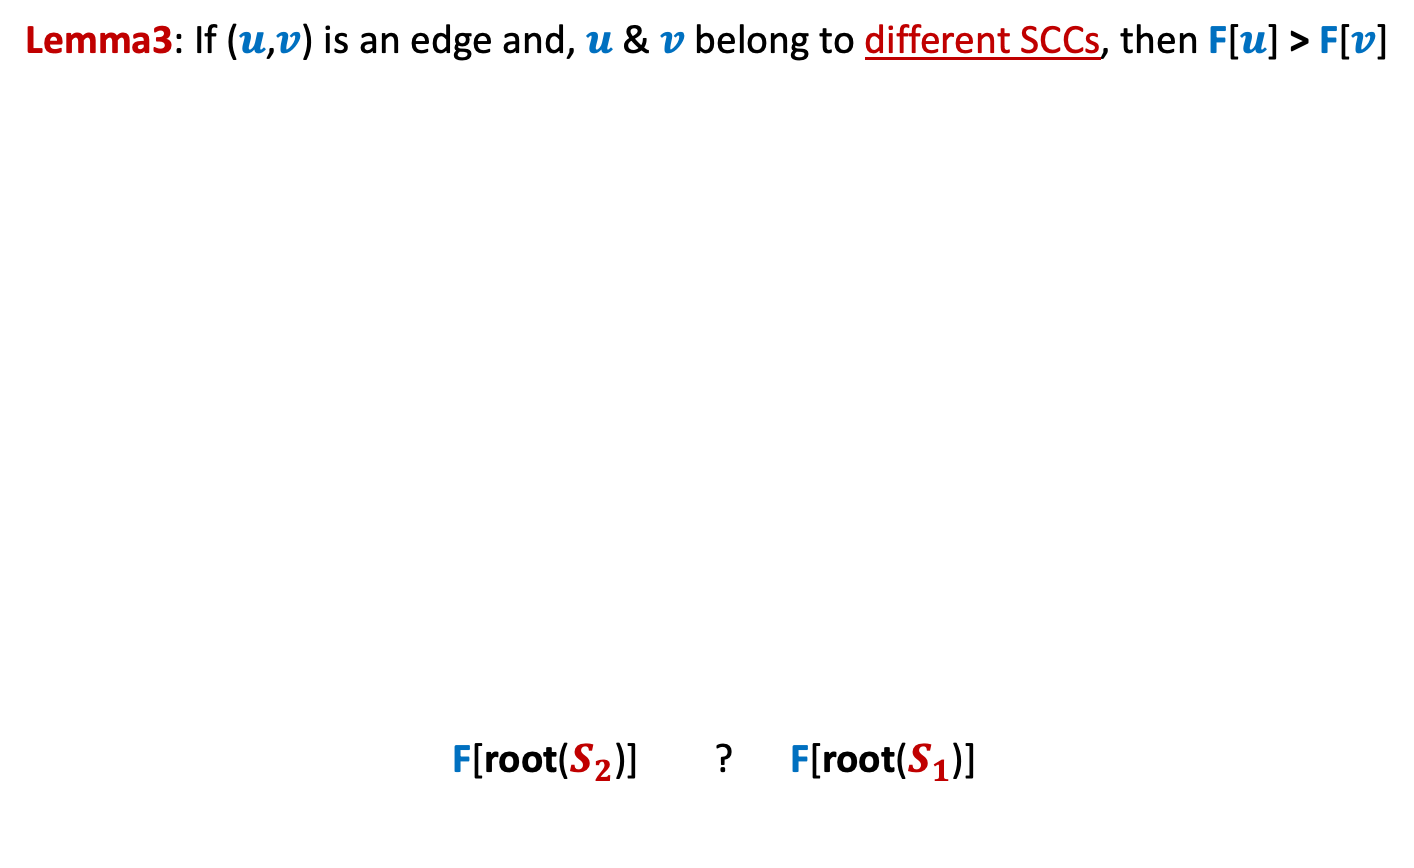 Lemma3: If (u,v) is an edge and, u & v belong to different SCCs, then F[u] > F[v]
F[root(S₂)] ? F[root(S₁)]